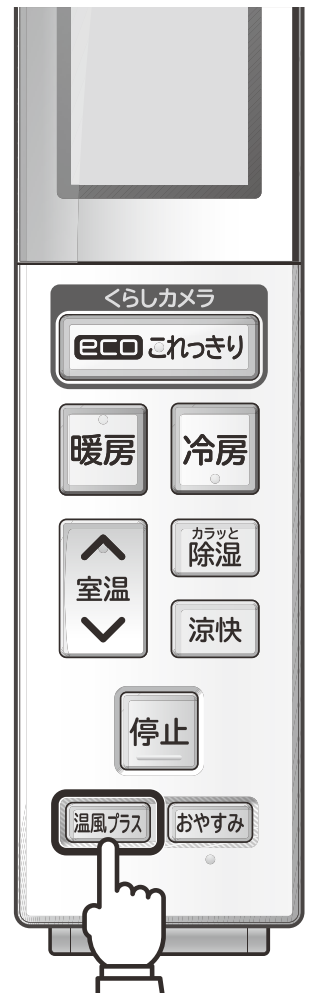 くらしカメラ
eco これっきり
暖房
冷房
室温
カラッと
除湿
涼快
停止
温風プラス
おやすみ